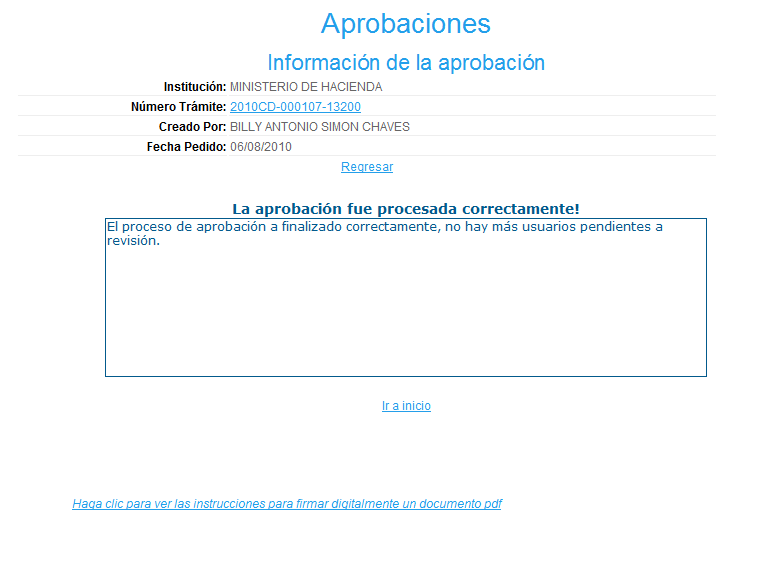 Aprobaciones
Información de la aprobación
Institución: MINISTERIO DE HACIENDA
Número Trámite: 2010CD-000107-13200
Creado Por: BILLY ANTONIO SIMON CHAVES
Fecha Pedido: 06/08/2010
Regresar
La aprobación fue procesada correctamente!
El proceso de aprobación a finalizado correctamente, no hay más usuarios pendientes a
revisión.
Ir a inicio
Haga clic para ver las instrucciones para firmar digitalmente un documento pdf